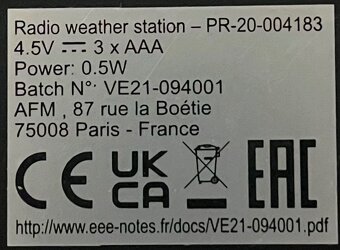 Radio weather station – PR-20-004183
4.5V ⎓ 3 x AAA
Power: 0.5W
Batch N°: VE21-094001
AFM , 87 rue la Boétie
75008 Paris - France
CE UK CA EAC
http://www.eee-notes.fr/docs/VE21-094001.pdf